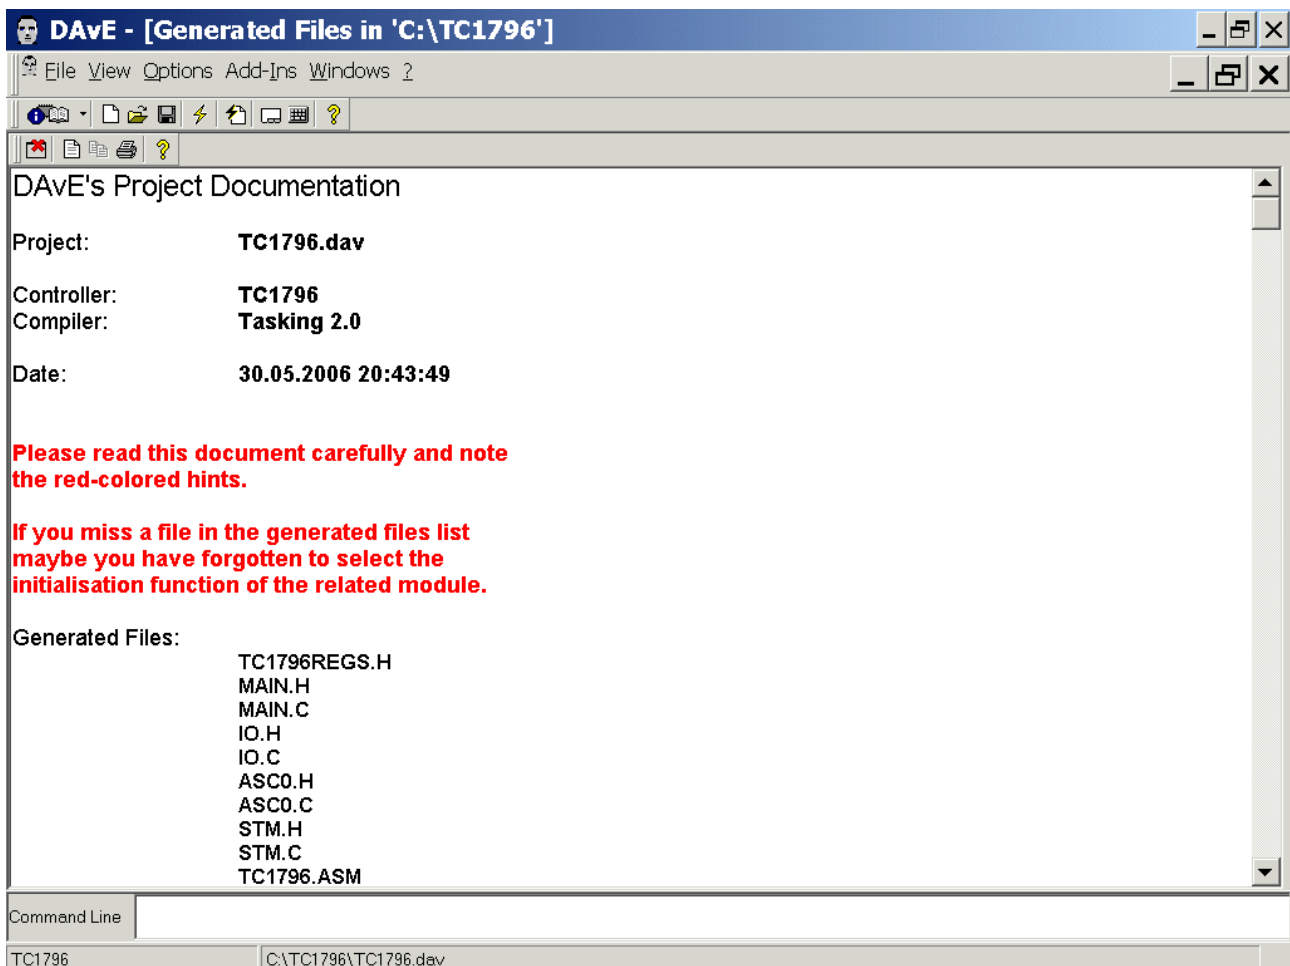 DAvE - [Generated Files in 'C:\TC1796']
File View Options Add-Ins Windows ?
DAvE's Project Documentation
Project: TC1796.dav
Controller: TC1796
Compiler: Tasking 2.0
Date: 30.05.2006 20:43:49
Please read this document carefully and note
the red-colored hints.
If you miss a file in the generated files list
maybe you have forgotten to select the
initialisation function of the related module.
Generated Files:
TC1796REGS.H
MAIN.H
MAIN.C
IO.H
IO.C
ASC0.H
ASC0.C
STM.H
STM.C
TC1796.ASM
Command Line
TC1796 C:\TC1796\TC1796.dav